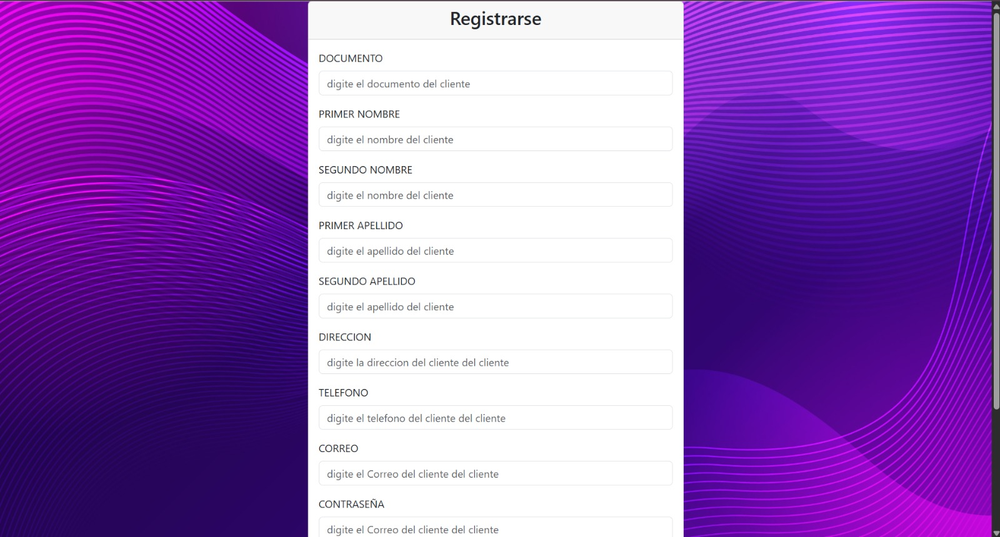 Registrarse
DOCUMENTO
digite el documento del cliente
PRIMER NOMBRE
digite el nombre del cliente
SEGUNDO NOMBRE
digite el nombre del cliente
PRIMER APELLIDO
digite el apellido del cliente
SEGUNDO APELLIDO
digite el apellido del cliente
DIRECCION
digite la direccion del cliente del cliente
TELEFONO
digite el telefono del cliente del cliente
CORREO
digite el Correo del cliente del cliente
CONTRASEÑA
digite el Correo del cliente del cliente